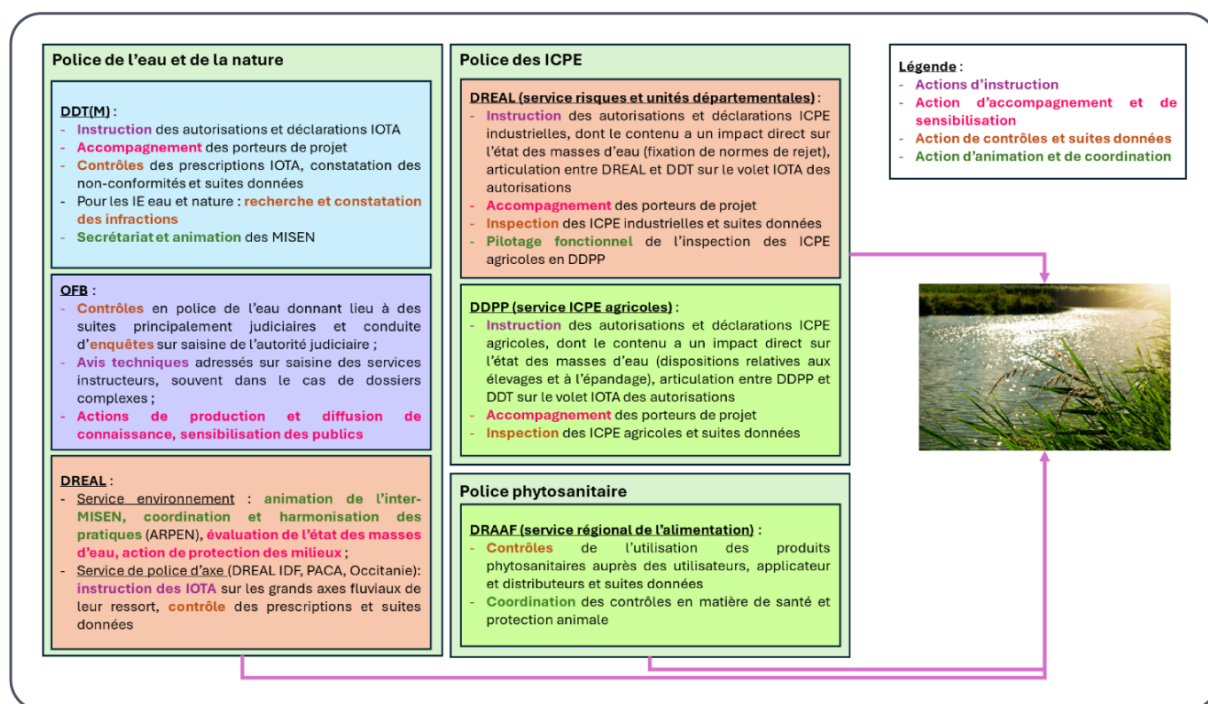 Police de l'eau et de la nature
DDT(M) :
- Instruction des autorisations et déclarations IOTA
- Accompagnement des porteurs de projet
- Contrôles des prescriptions IOTA, constatation des
non-conformités et suites données
- Pour les IE eau et nature : recherche et constatation
des infractions
- Secrétariat et animation des MISEN
OFB :
- Contrôles en police de l'eau donnant lieu à des
suites principalement judiciaires et conduite
d'enquêtes sur saisine de l'autorité judiciaire ;
- Avis techniques adressés sur saisine des services
instructeurs, souvent dans le cas de dossiers
complexes ;
- Actions de production et diffusion de
connaissance, sensibilisation des publics
DREAL :
- Service environnement : animation de l'inter-
MISEN, coordination et harmonisation des
pratiques (ARPEN), évaluation de l'état des masses
d'eau, action de protection des milieux ;
- Service de police d'axe (DREAL IDF, PACA, Occitanie):
instruction des IOTA sur les grands axes fluviaux de
leur ressort, contrôle des prescriptions et suites
données
Police des ICPE
DREAL (service risques et unités départementales) :
- Instruction des autorisations et déclarations ICPE
industrielles, dont le contenu a un impact direct sur
l'état des masses d'eau (fixation de normes de rejet),
articulation entre DREAL et DDT sur le volet IOTA des
autorisations
- Accompagnement des porteurs de projet
- Inspection des ICPE industrielles et suites données
- Pilotage fonctionnel de l'inspection des ICPE
agricoles en DDPP
DDPP (service ICPE agricoles) :
- Instruction des autorisations et déclarations ICPE
agricoles, dont le contenu a un impact direct sur
l'état des masses d'eau (dispositions relatives aux
élevages et à l'épandage), articulation entre DDPP et
DDT sur le volet IOTA des autorisations
- Accompagnement des porteurs de projet
- Inspection des ICPE agricoles et suites données
Police phytosanitaire
DRAAF (service régional de l'alimentation) :
- Contrôles de l'utilisation des produits
phytosanitaires auprès des utilisateurs, applicateur
et distributeurs et suites données
- Coordination des contrôles en matière de santé et
protection animale
Légende :
- Actions d'instruction
- Action d'accompagnement et de
sensibilisation
- Action de contrôles et suites données
- Action d'animation et de coordination